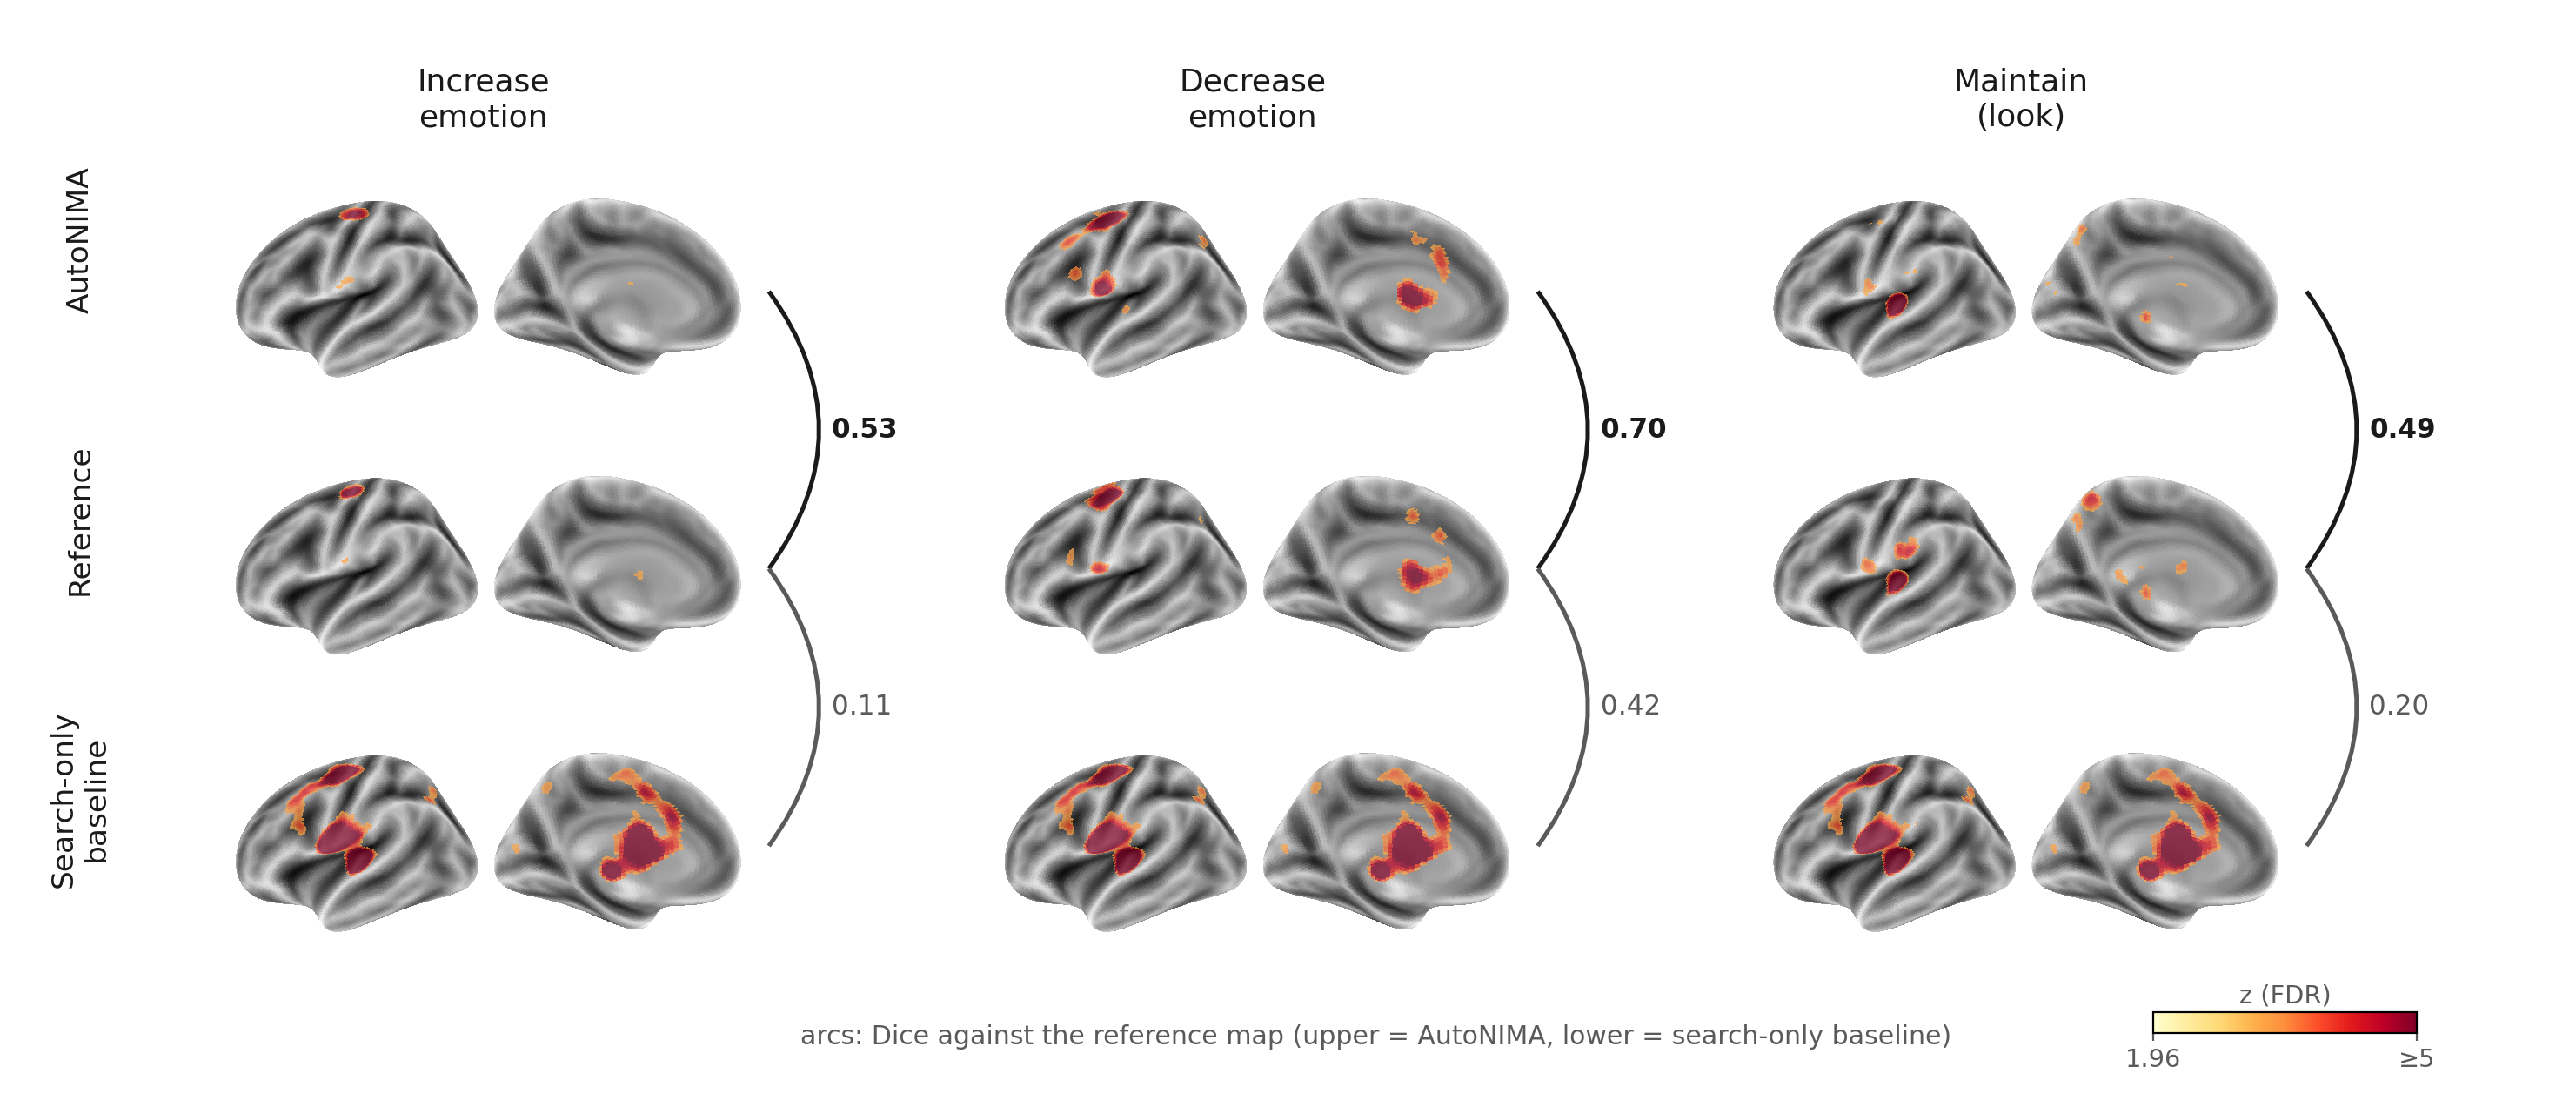 Increase
emotion
Decrease
emotion
Maintain
(look)
AutoNIMA
0.53
0.70
0.49
Reference
0.11
0.42
0.20
Search-only
baseline
z (FDR)
arcs: Dice against the reference map (upper = AutoNIMA, lower = search-only baseline)
1.96
≥5